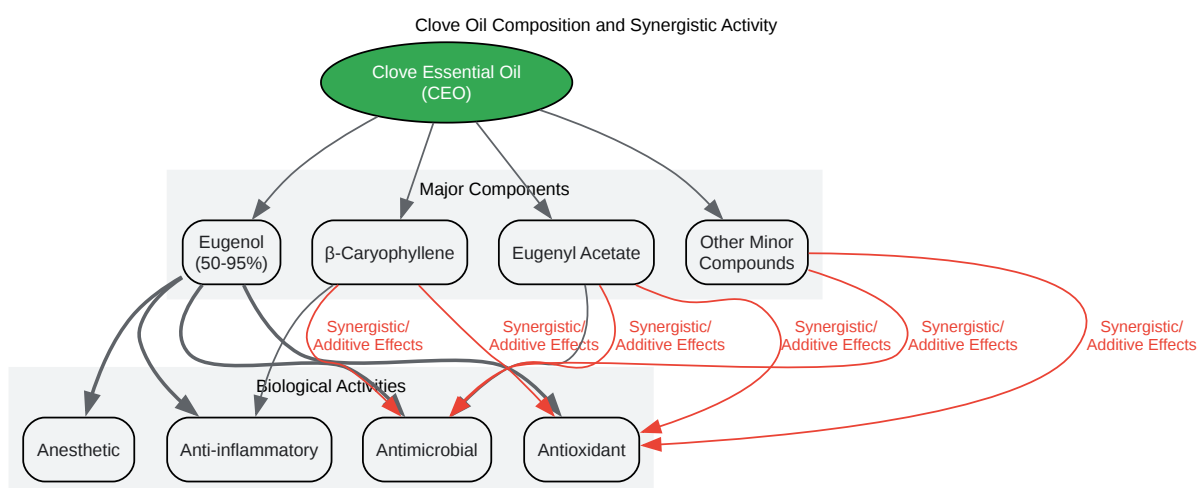 Clove Oil Composition and Synergistic Activity
Clove Essential Oil
(CEO)
Major Components
Eugenol
(50-95%)
β-Caryophyllene
Eugenyl Acetate
Other Minor
Compounds
Synergistic/
Additive Effects
Synergistic/
Additive Effects
Synergistic/
Additive Effects
Synergistic/
Additive Effects
Synergistic/
Additive Effects
Synergistic/
Additive Effects
Biological Activities
Anesthetic
Anti-inflammatory
Antimicrobial
Antioxidant